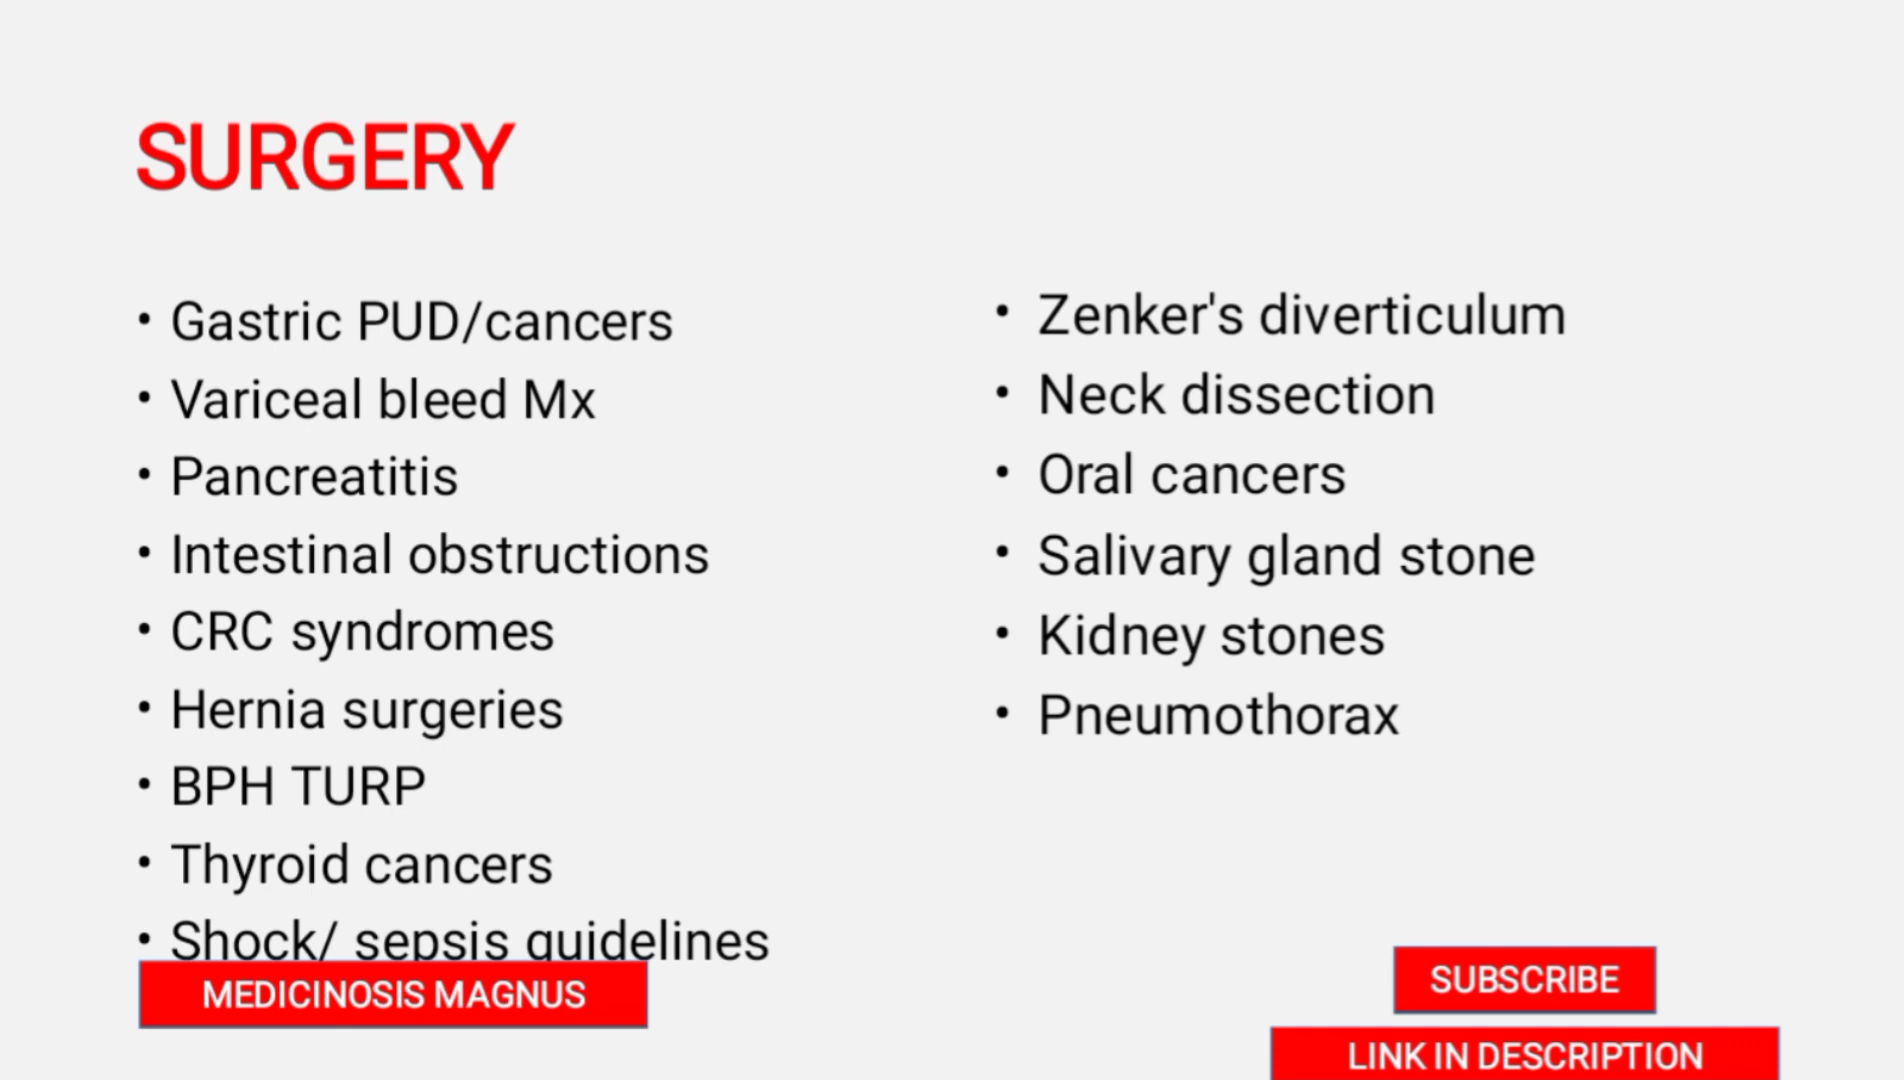 SURGERY
• Gastric PUD/cancers
• Variceal bleed Mx
• Pancreatitis
• Intestinal obstructions
• CRC syndromes
• Hernia surgeries
• BPH TURP
• Thyroid cancers
• Shock/ sepsis guidelines
• Zenker's diverticulum
• Neck dissection
• Oral cancers
• Salivary gland stone
• Kidney stones
• Pneumothorax
MEDICINOSIS MAGNUS
SUBSCRIBE
LINK IN DESCRIPTION